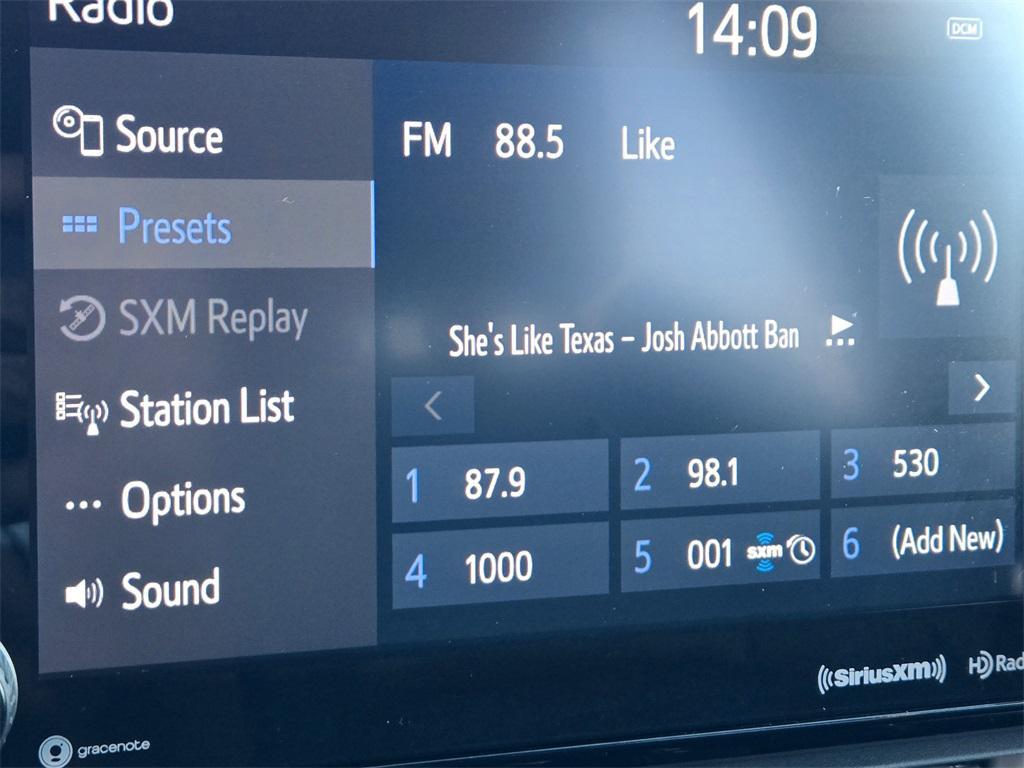 Radio
14:09
DCM
Source
Presets
SXM Replay
Station List
Options
Sound
FM 88.5 Like
She's Like Texas – Josh Abbott Ban
1 87.9
2 98.1
3 530
4 1000
5 001 sxm
6 (Add New)
SiriusXM
HD Rad
gracenote